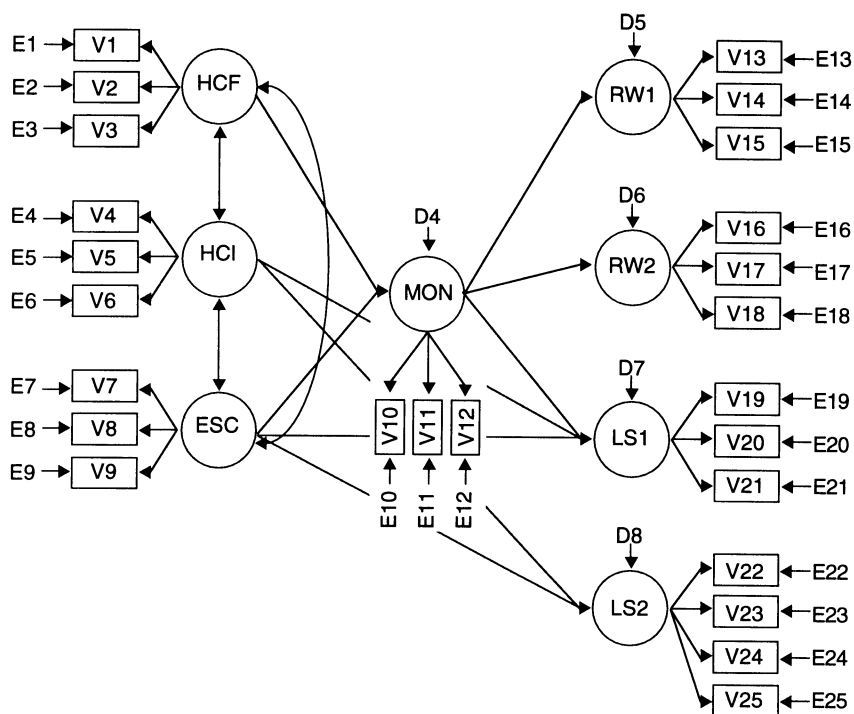 E1 V1
E2 V2
E3 V3
HCF
E4 V4
E5 V5
E6 V6
HCI
E7 V7
E8 V8
E9 V9
ESC
D4
MON
V10 V11 V12
E10 E11 E12
D5
RW1
V13 E13
V14 E14
V15 E15
D6
RW2
V16 E16
V17 E17
V18 E18
D7
LS1
V19 E19
V20 E20
V21 E21
D8
LS2
V22 E22
V23 E23
V24 E24
V25 E25